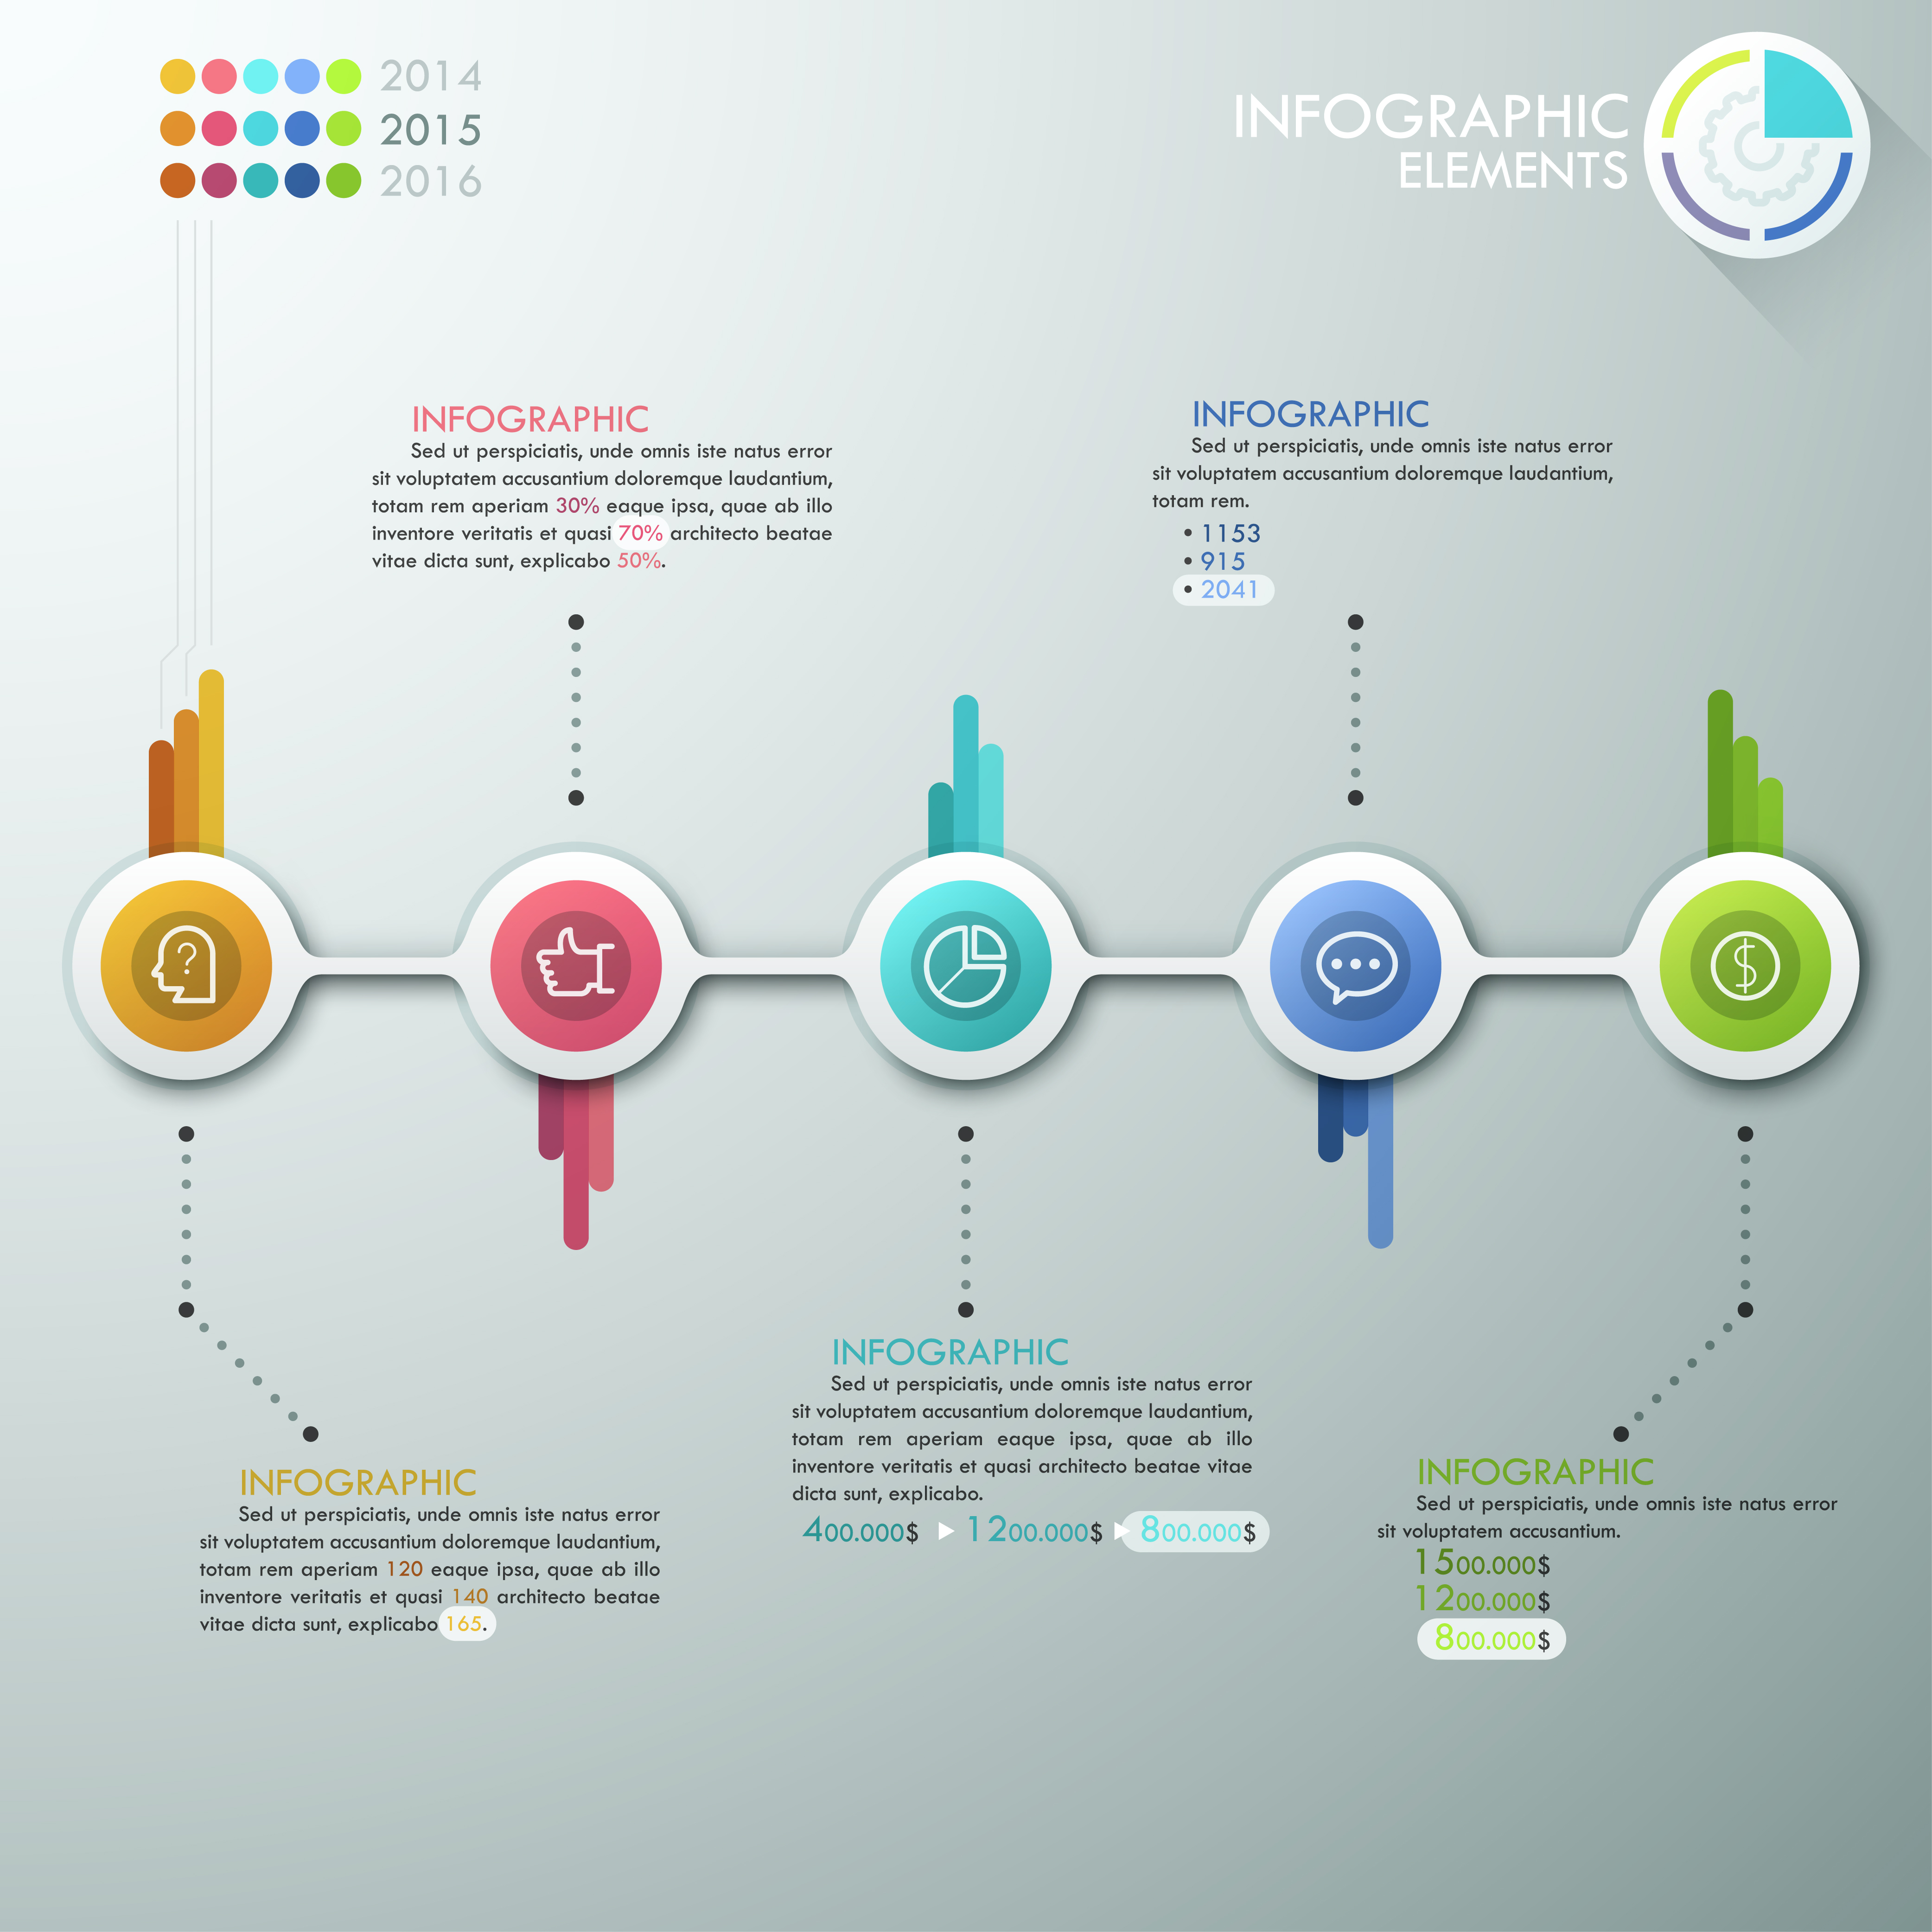 2014
2015
2016
INFOGRAPHIC
ELEMENTS
INFOGRAPHIC
Sed ut perspiciatis, unde omnis iste natus error
sit voluptatem accusantium doloremque laudantium,
totam rem aperiam 30% eaque ipsa, quae ab illo
inventore veritatis et quasi 70% architecto beatae
vitae dicta sunt, explicabo 50%.
INFOGRAPHIC
Sed ut perspiciatis, unde omnis iste natus error
sit voluptatem accusantium doloremque laudantium,
totam rem.
• 1153
• 915
• 2041
?
$
INFOGRAPHIC
Sed ut perspiciatis, unde omnis iste natus error
sit voluptatem accusantium doloremque laudantium,
totam rem aperiam 120 eaque ipsa, quae ab illo
inventore veritatis et quasi 140 architecto beatae
vitae dicta sunt, explicabo 165.
INFOGRAPHIC
Sed ut perspiciatis, unde omnis iste natus error
sit voluptatem accusantium doloremque laudantium,
totam rem aperiam eaque ipsa, quae ab illo
inventore veritatis et quasi architecto beatae vitae
dicta sunt, explicabo.
400.000$ ▶ 1200.000$ ▶ 800.000$
INFOGRAPHIC
Sed ut perspiciatis, unde omnis iste natus error
sit voluptatem accusantium.
1500.000$
1200.000$
800.000$